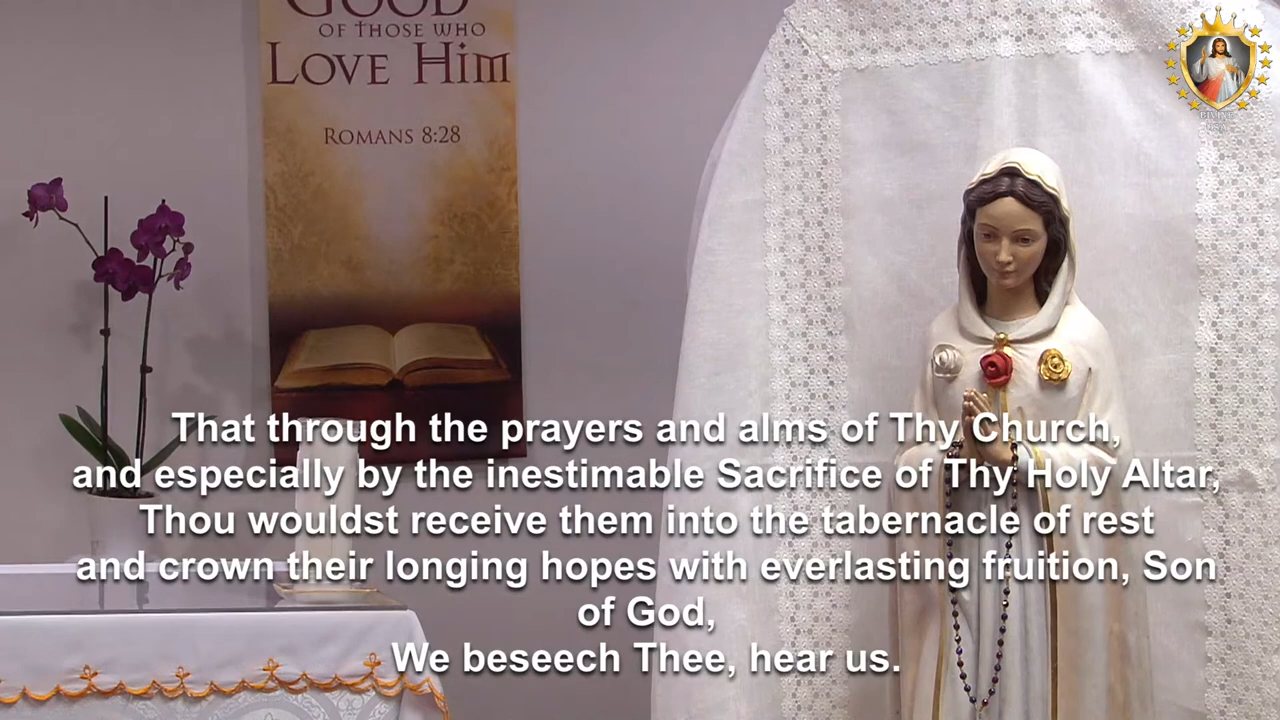 GOOD
OF THOSE WHO
LOVE HIM
ROMANS 8:28
DIVINE
That through the prayers and alms of Thy Church,
and especially by the inestimable Sacrifice of Thy Holy Altar,
Thou wouldst receive them into the tabernacle of rest
and crown their longing hopes with everlasting fruition, Son
of God,
We beseech Thee, hear us.